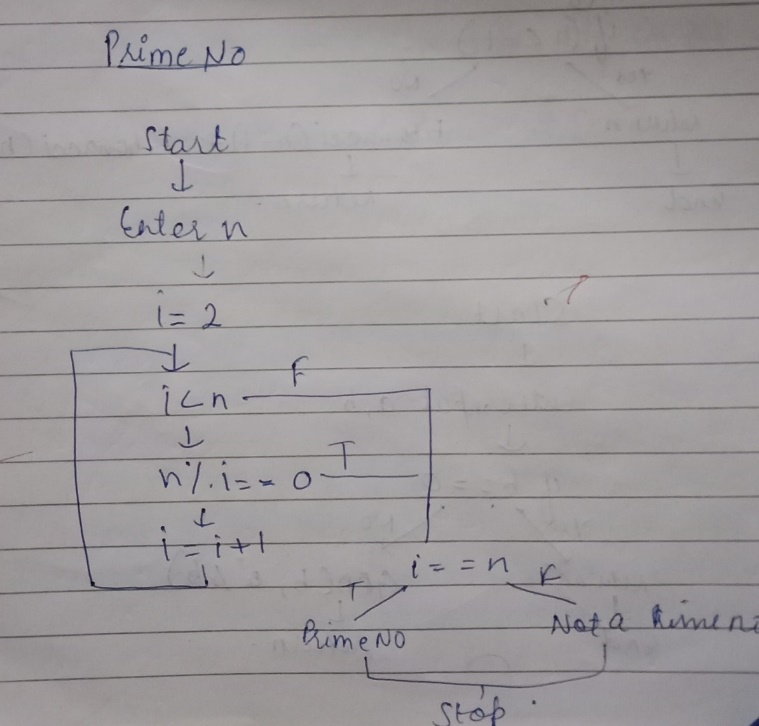 Prime No
Start
Enter n
i = 2
i < n F
n % i == 0 T
i = i + 1
i == n
T F
Prime NO Not a Prime no
Stop